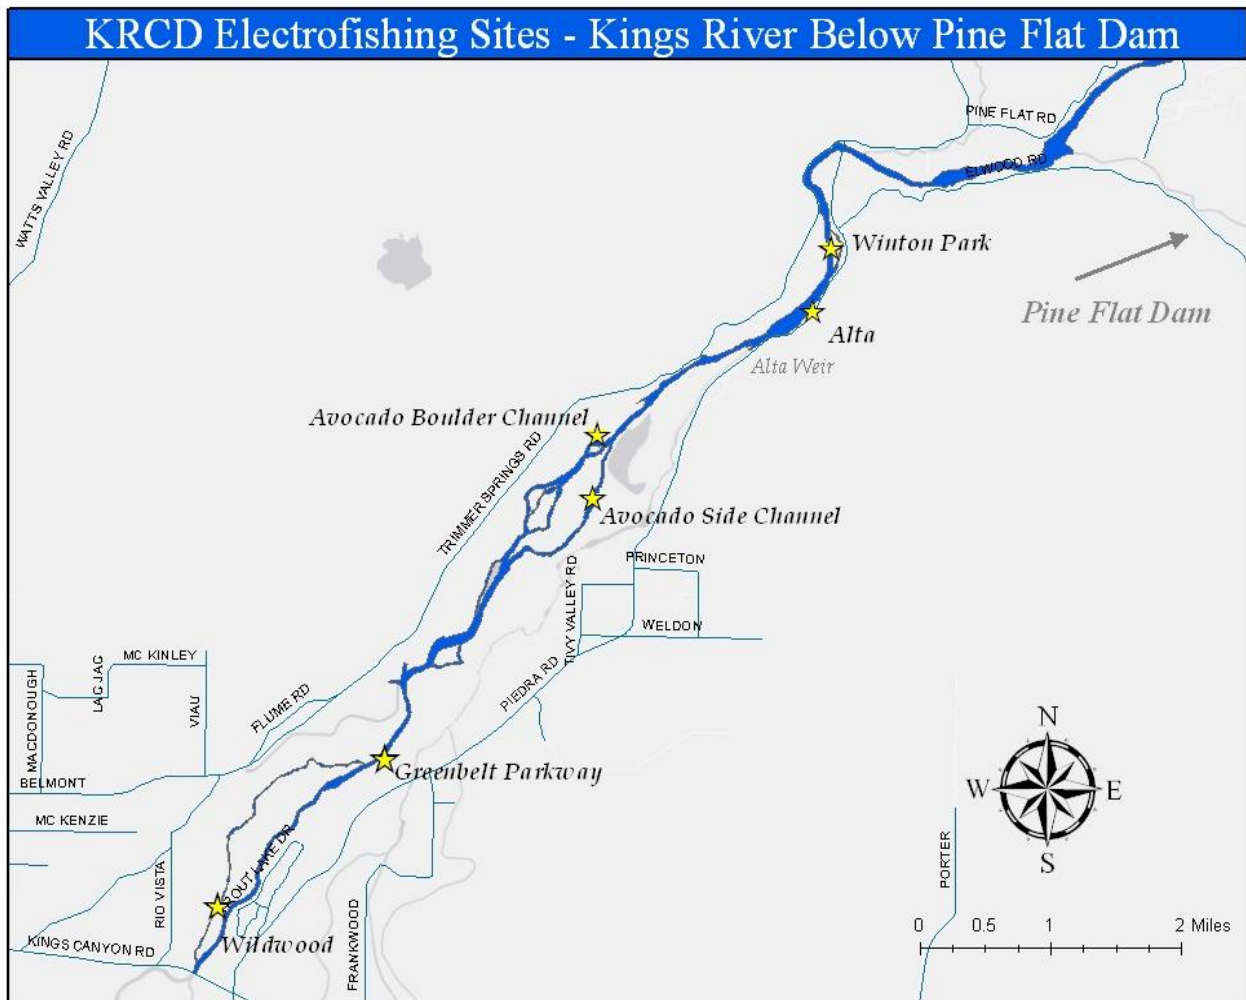 KRCD Electrofishing Sites - Kings River Below Pine Flat Dam
PINE FLAT RD
WATTS VALLEY RD
ELWOOD RD
Winton Park
Pine Flat Dam
Alta
Alta Weir
Avocado Boulder Channel
TRIMMER SPRINGS RD
Avocado Side Channel
PRINCETON
TIVY VALLEY RD
WELDON
MC KINLEY
LAC JAC
MACDONOUGH
VIAU
FLUME RD
PIEDRA RD
N
W
E
S
Greenbelt Parkway
BELMONT
MC KENZIE
TROUT LAKE DR
RIO VISTA
PORTER
Wildwood
KINGS CANYON RD
FRANKWOOD
0 0.5 1 2 Miles